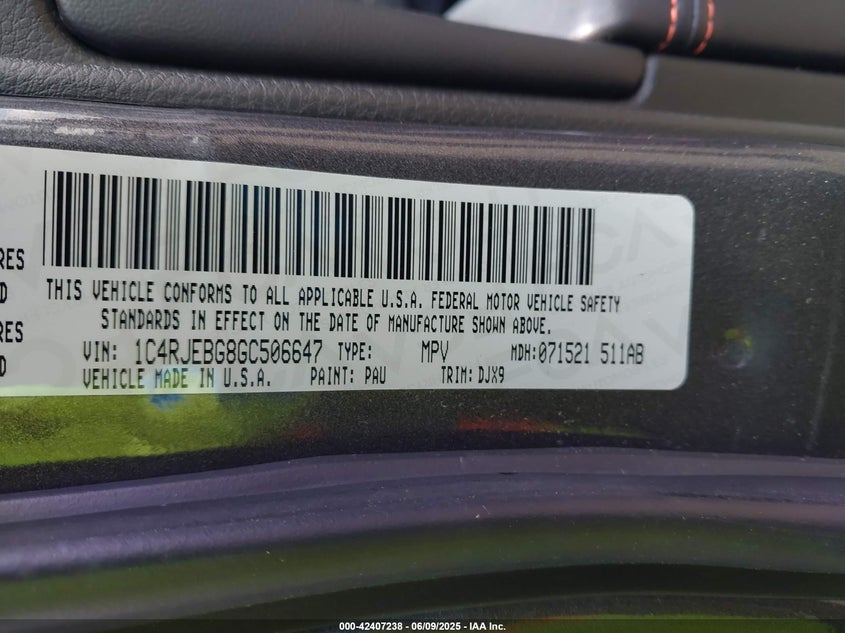 RES
D
RES
D
THIS VEHICLE CONFORMS TO ALL APPLICABLE U.S.A. FEDERAL MOTOR VEHICLE SAFETY
STANDARDS IN EFFECT ON THE DATE OF MANUFACTURE SHOWN ABOVE.
VIN: 1C4RJEBG8GC506647 TYPE: MPV MDH:071521 511AB
VEHICLE MADE IN U.S.A. PAINT: PAU TRIM: DJX9
000-42407238 - 06/09/2025 - IAA Inc.